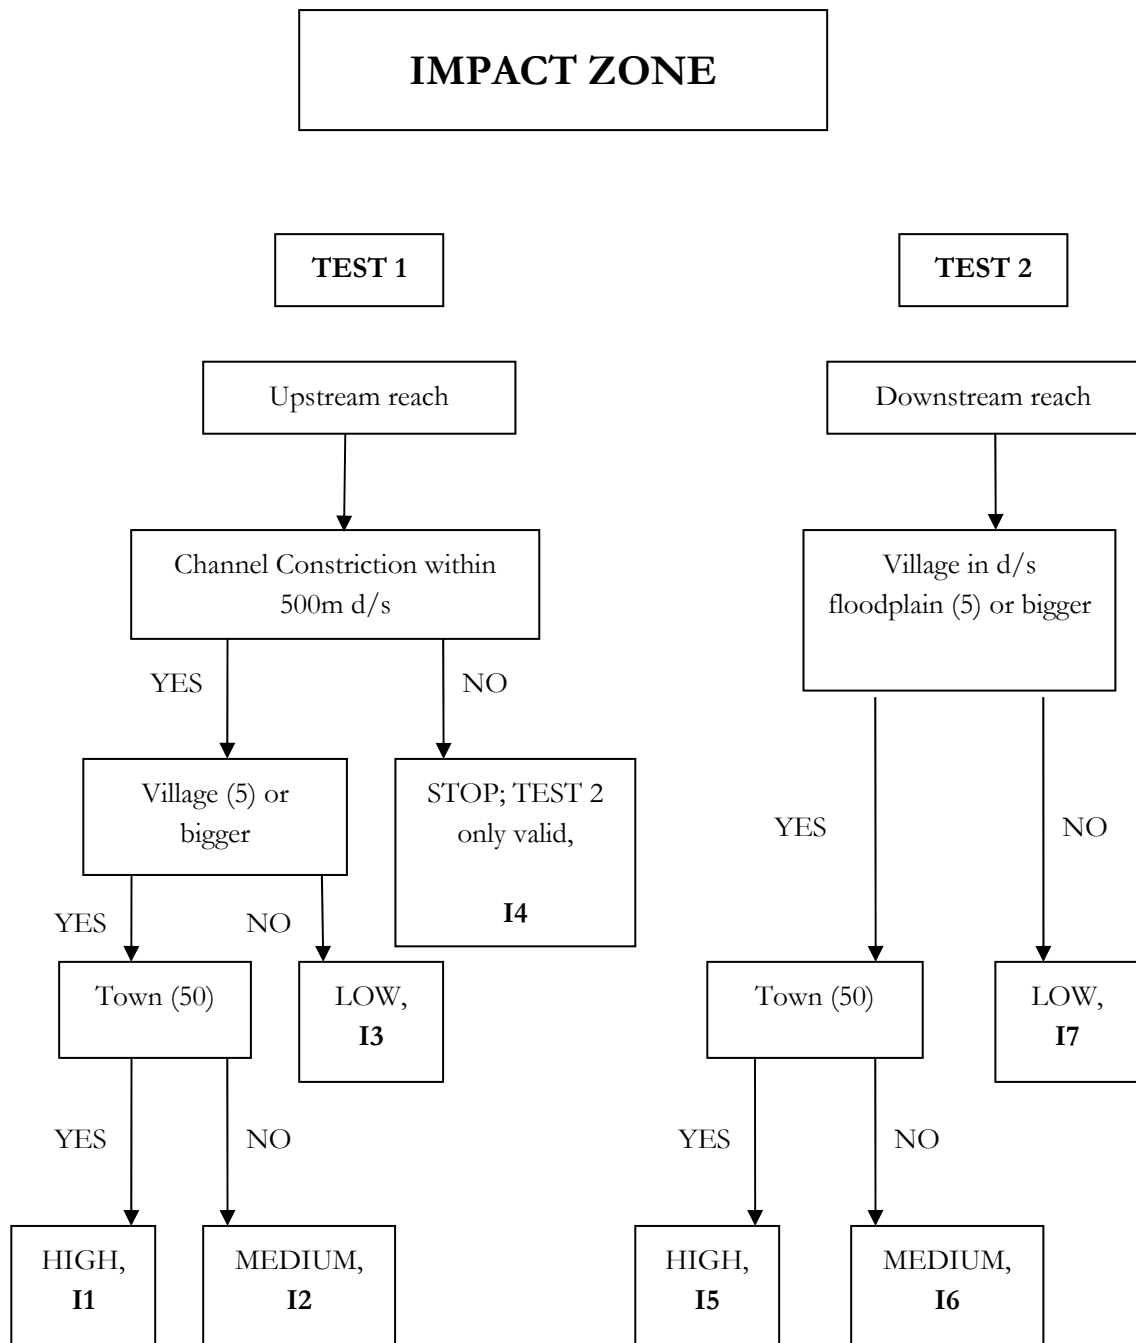 IMPACT ZONE
TEST 1
Upstream reach
Channel Constriction within
500m d/s
YES
NO
Village (5) or
bigger
STOP; TEST 2
only valid,
I4
YES
NO
Town (50)
LOW,
I3
YES
NO
HIGH,
I1
MEDIUM,
I2
TEST 2
Downstream reach
Village in d/s
floodplain (5) or bigger
YES
NO
Town (50)
LOW,
I7
YES
NO
HIGH,
I5
MEDIUM,
I6